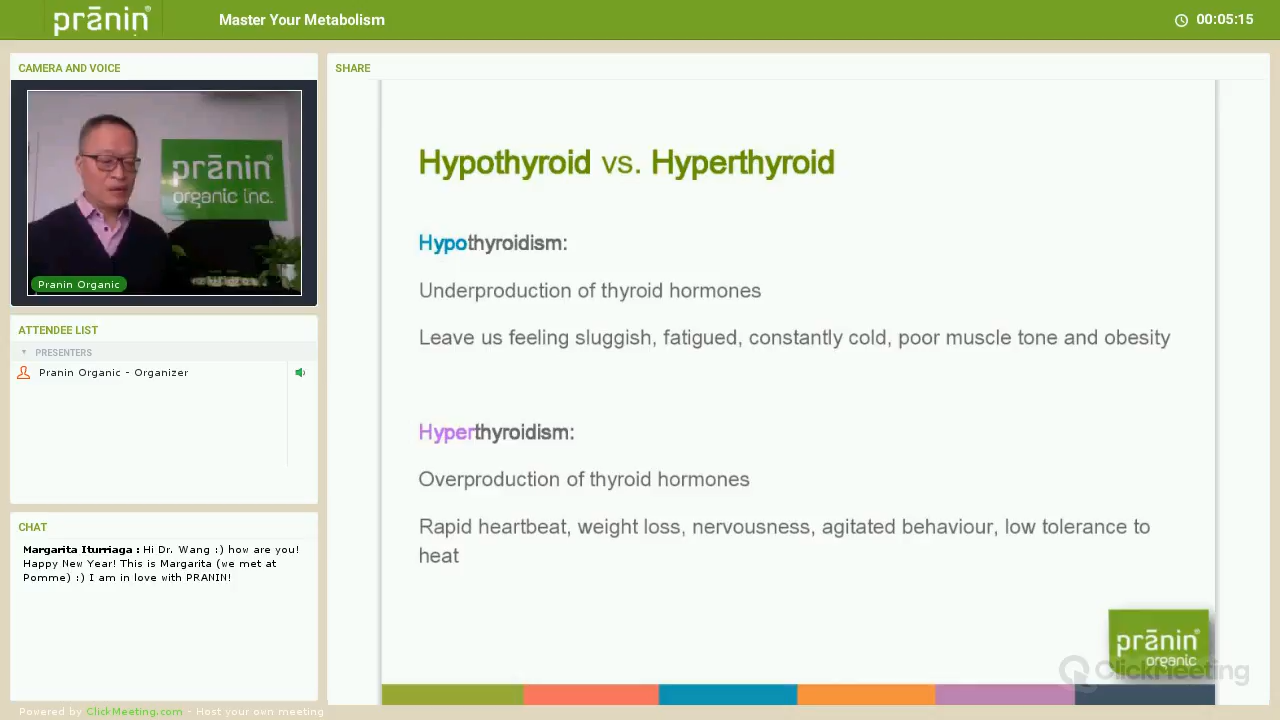 prānin®
Master Your Metabolism
00:05:15
CAMERA AND VOICE
prānin®
organic inc.
Pranin Organic
ATTENDEE LIST
PRESENTERS
Pranin Organic - Organizer
CHAT
Margarita Iturriaga : Hi Dr. Wang :) how are you!
Happy New Year! This is Margarita (we met at
Pomme) :) I am in love with PRANIN!
SHARE
Hypothyroid vs. Hyperthyroid
Hypothyroidism:
Underproduction of thyroid hormones
Leave us feeling sluggish, fatigued, constantly cold, poor muscle tone and obesity
Hyperthyroidism:
Overproduction of thyroid hormones
Rapid heartbeat, weight loss, nervousness, agitated behaviour, low tolerance to
heat
prānin®
organic
ClickMeeting
Powered by ClickMeeting.com - Host your own meeting